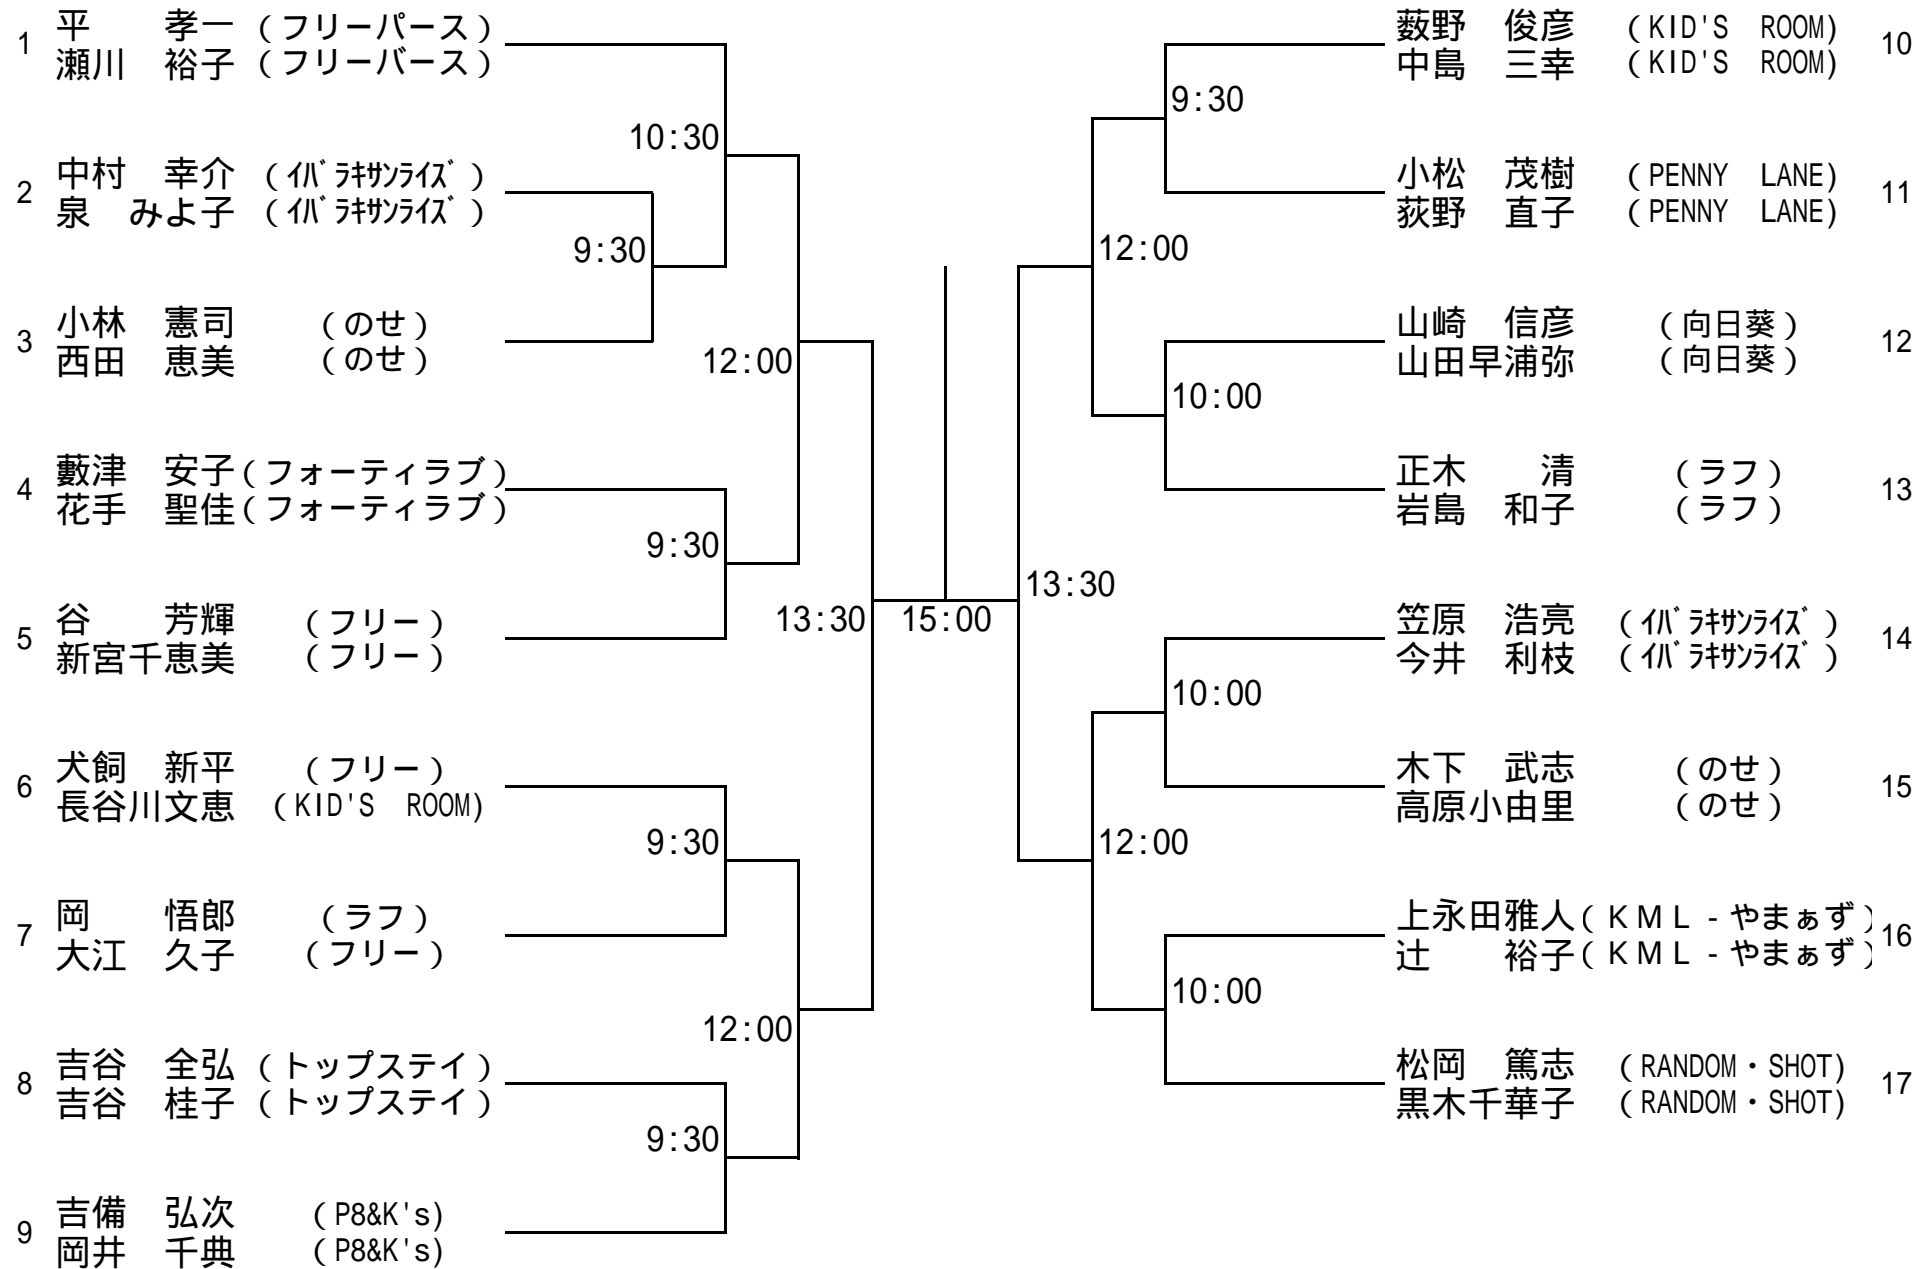 1 平　　孝一 (フリーパース)
瀬川　裕子 (フリーバース)
10:30
2 中村　幸介 (ｲﾊﾞﾗｷｻﾝﾗｲｽﾞ)
泉　みよ子 (ｲﾊﾞﾗｷｻﾝﾗｲｽﾞ)
9:30
3 小林　憲司 (のせ)
西田　恵美 (のせ)
12:00
4 藪津　安子 (フォーティラブ)
花手　聖佳 (フォーティラブ)
9:30
5 谷　　芳輝 (フリー)
新宮千恵美 (フリー)
13:30
6 犬飼　新平 (フリー)
長谷川文恵 (KID'S ROOM)
9:30
7 岡　　悟郎 (ラフ)
大江　久子 (フリー)
12:00
8 吉谷　全弘 (トップステイ)
吉谷　桂子 (トップステイ)
9:30
9 吉備　弘次 (P8&K's)
岡井　千典 (P8&K's)
15:00
薮野　俊彦 (KID'S ROOM) 10
中島　三幸 (KID'S ROOM)
9:30
小松　茂樹 (PENNY LANE) 11
荻野　直子 (PENNY LANE)
12:00
山崎　信彦 (向日葵) 12
山田早浦弥 (向日葵)
10:00
正木　　清 (ラフ) 13
岩島　和子 (ラフ)
13:30
笠原　浩亮 (ｲﾊﾞﾗｷｻﾝﾗｲｽﾞ) 14
今井　利枝 (ｲﾊﾞﾗｷｻﾝﾗｲｽﾞ)
10:00
木下　武志 (のせ) 15
高原小由里 (のせ)
12:00
上永田雅人 (ＫＭＬ-やまぁず) 16
辻　　裕子 (ＫＭＬ-やまぁず)
10:00
松岡　篤志 (RANDOM・SHOT) 17
黒木千華子 (RANDOM・SHOT)